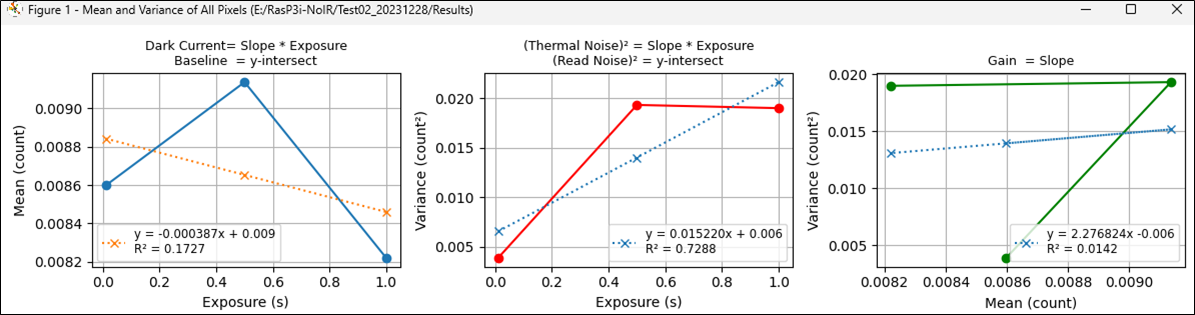 Figure 1 - Mean and Variance of All Pixels (E:/RasP3i-NoIR/Test02_20231228/Results)
Dark Current= Slope * Exposure
Baseline  = y-intersect
Mean (count)
0.0090
0.0088
0.0086
0.0084
0.0082
y = -0.000387x + 0.009
R² = 0.1727
0.0 0.2 0.4 0.6 0.8 1.0
Exposure (s)
(Thermal Noise)² = Slope * Exposure
(Read Noise)² = y-intersect
Variance (count²)
0.020
0.015
0.010
0.005
y = 0.015220x + 0.006
R² = 0.7288
0.0 0.2 0.4 0.6 0.8 1.0
Exposure (s)
Gain  = Slope
Variance (count²)
0.020
0.015
0.010
0.005
y = 2.276824x -0.006
R² = 0.0142
0.0082 0.0084 0.0086 0.0088 0.0090
Mean (count)